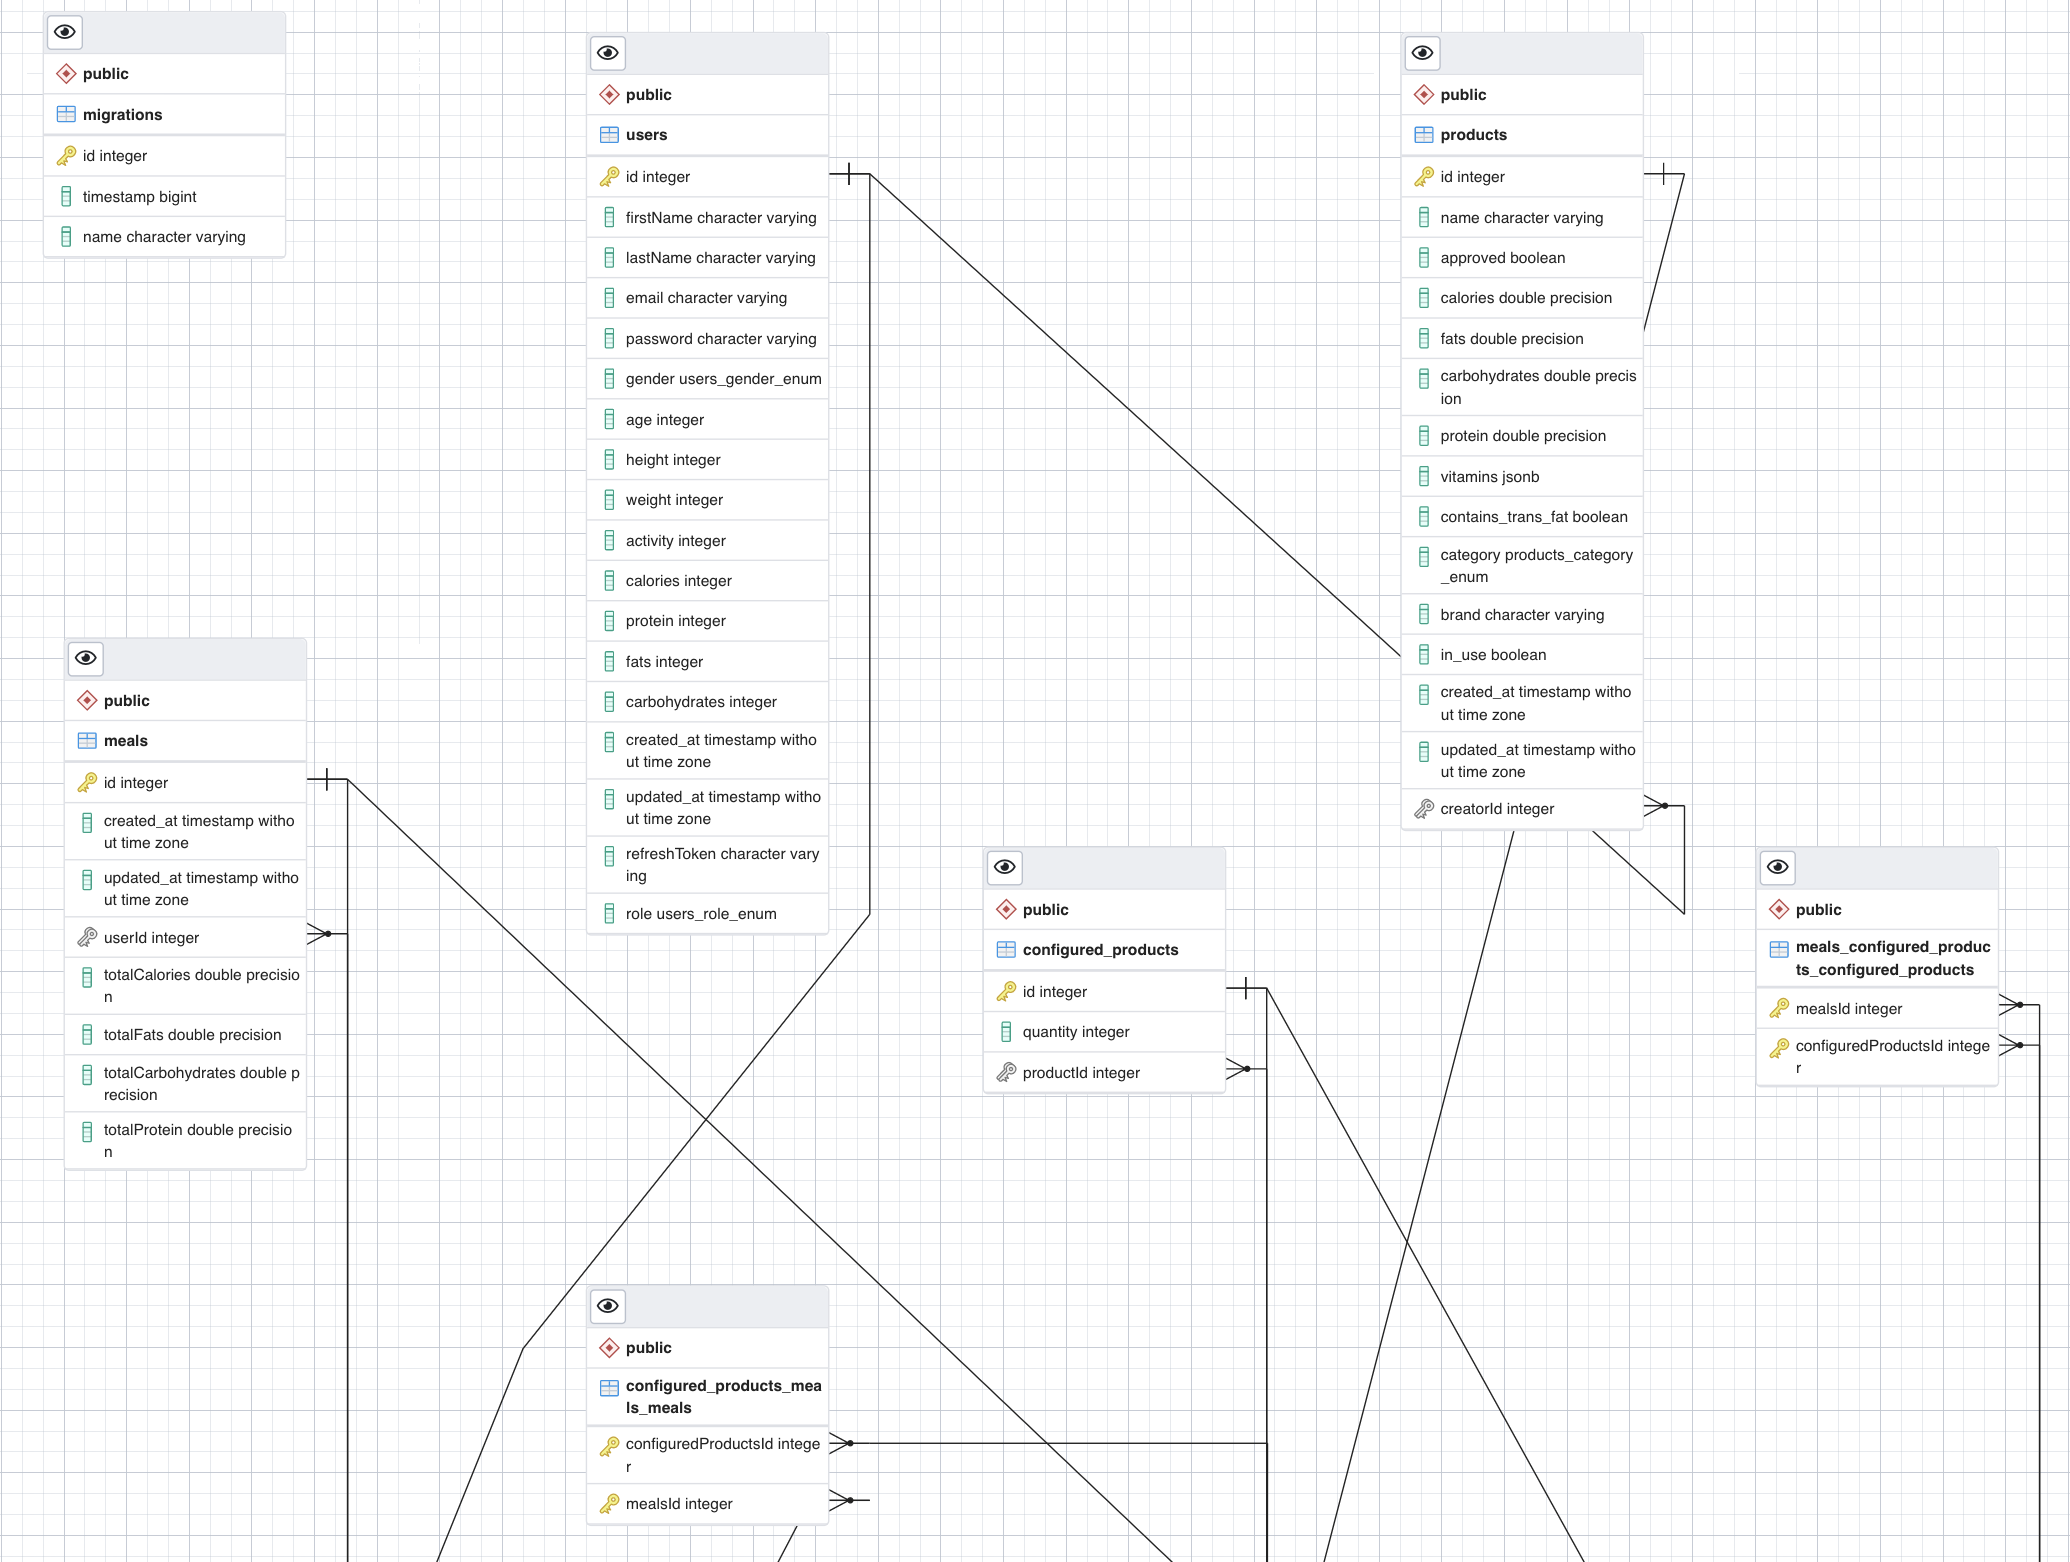 public
migrations
id integer
timestamp bigint
name character varying
public
users
id integer
firstName character varying
lastName character varying
email character varying
password character varying
gender users_gender_enum
age integer
height integer
weight integer
activity integer
calories integer
protein integer
fats integer
carbohydrates integer
created_at timestamp witho
ut time zone
updated_at timestamp witho
ut time zone
refreshToken character vary
ing
role users_role_enum
public
products
id integer
name character varying
approved boolean
calories double precision
fats double precision
carbohydrates double precis
ion
protein double precision
vitamins jsonb
contains_trans_fat boolean
category products_category
_enum
brand character varying
in_use boolean
created_at timestamp witho
ut time zone
updated_at timestamp witho
ut time zone
creatorId integer
public
meals
id integer
created_at timestamp witho
ut time zone
updated_at timestamp witho
ut time zone
userId integer
totalCalories double precisio
n
totalFats double precision
totalCarbohydrates double p
recision
totalProtein double precisio
n
public
configured_products
id integer
quantity integer
productId integer
public
meals_configured_produc
ts_configured_products
mealsId integer
configuredProductsId intege
r
public
configured_products_mea
ls_meals
configuredProductsId intege
r
mealsId integer